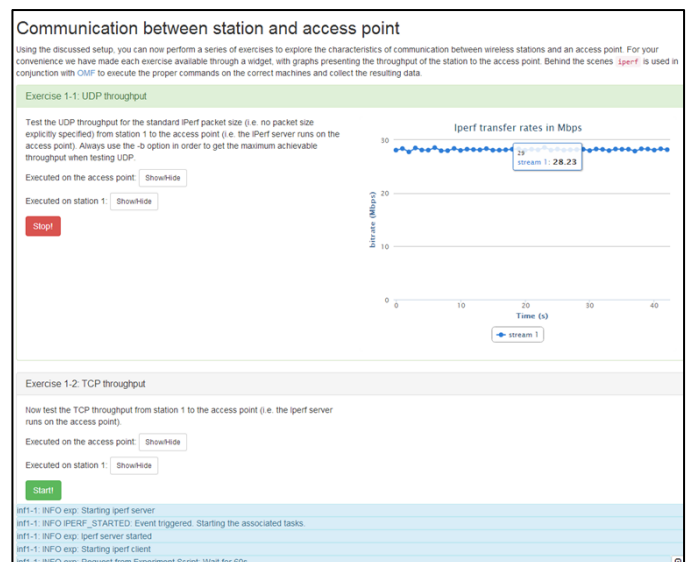 Communication between station and access point
Using the discussed setup, you can now perform a series of exercises to explore the characteristics of communication between wireless stations and an access point. For your
convenience we have made each exercise available through a widget, with graphs presenting the throughput of the station to the access point. Behind the scenes iperf is used in
conjunction with OMF to execute the proper commands on the correct machines and collect the resulting data.
Exercise 1-1: UDP throughput
Test the UDP throughput for the standard IPerf packet size (i.e. no packet size
explicitly specified) from station 1 to the access point (i.e. the IPerf server runs on the
access point). Always use the -b option in order to get the maximum achievable
throughput when testing UDP.
Executed on the access point: Show/Hide
Executed on station 1: Show/Hide
Stop!
Iperf transfer rates in Mbps
30
20
10
0
bitrate (Mbps)
29
stream 1: 28.23
0 10 20 30 40
Time (s)
stream 1
Exercise 1-2: TCP throughput
Now test the TCP throughput from station 1 to the access point (i.e. the Iperf server
runs on the access point).
Executed on the access point: Show/Hide
Executed on station 1: Show/Hide
Start!
inf1-1: INFO exp: Starting iperf server
inf1-1: INFO IPERF_STARTED: Event triggered. Starting the associated tasks.
inf1-1: INFO exp: Iperf server started
inf1-1: INFO exp: Starting iperf client
inf1-1: INFO exp: Request from Experiment Script: Wait for 60s